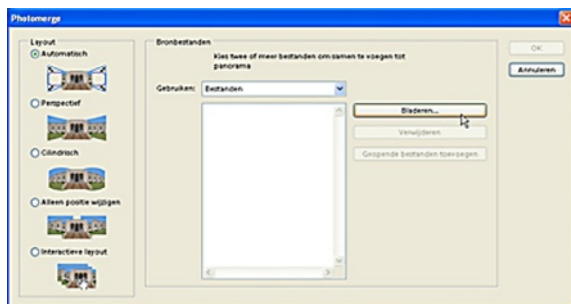 Photomerge
Layout
Automatisch
Perspectief
Cilindrisch
Alleen positie wijzigen
Interactieve layout
Bronbestanden
Kies twee of meer bestanden om samen te voegen tot
panorama
Gebruiken: Bestanden
Bladeren...
Verwijderen
Geopende bestanden toevoegen
OK
Annuleren